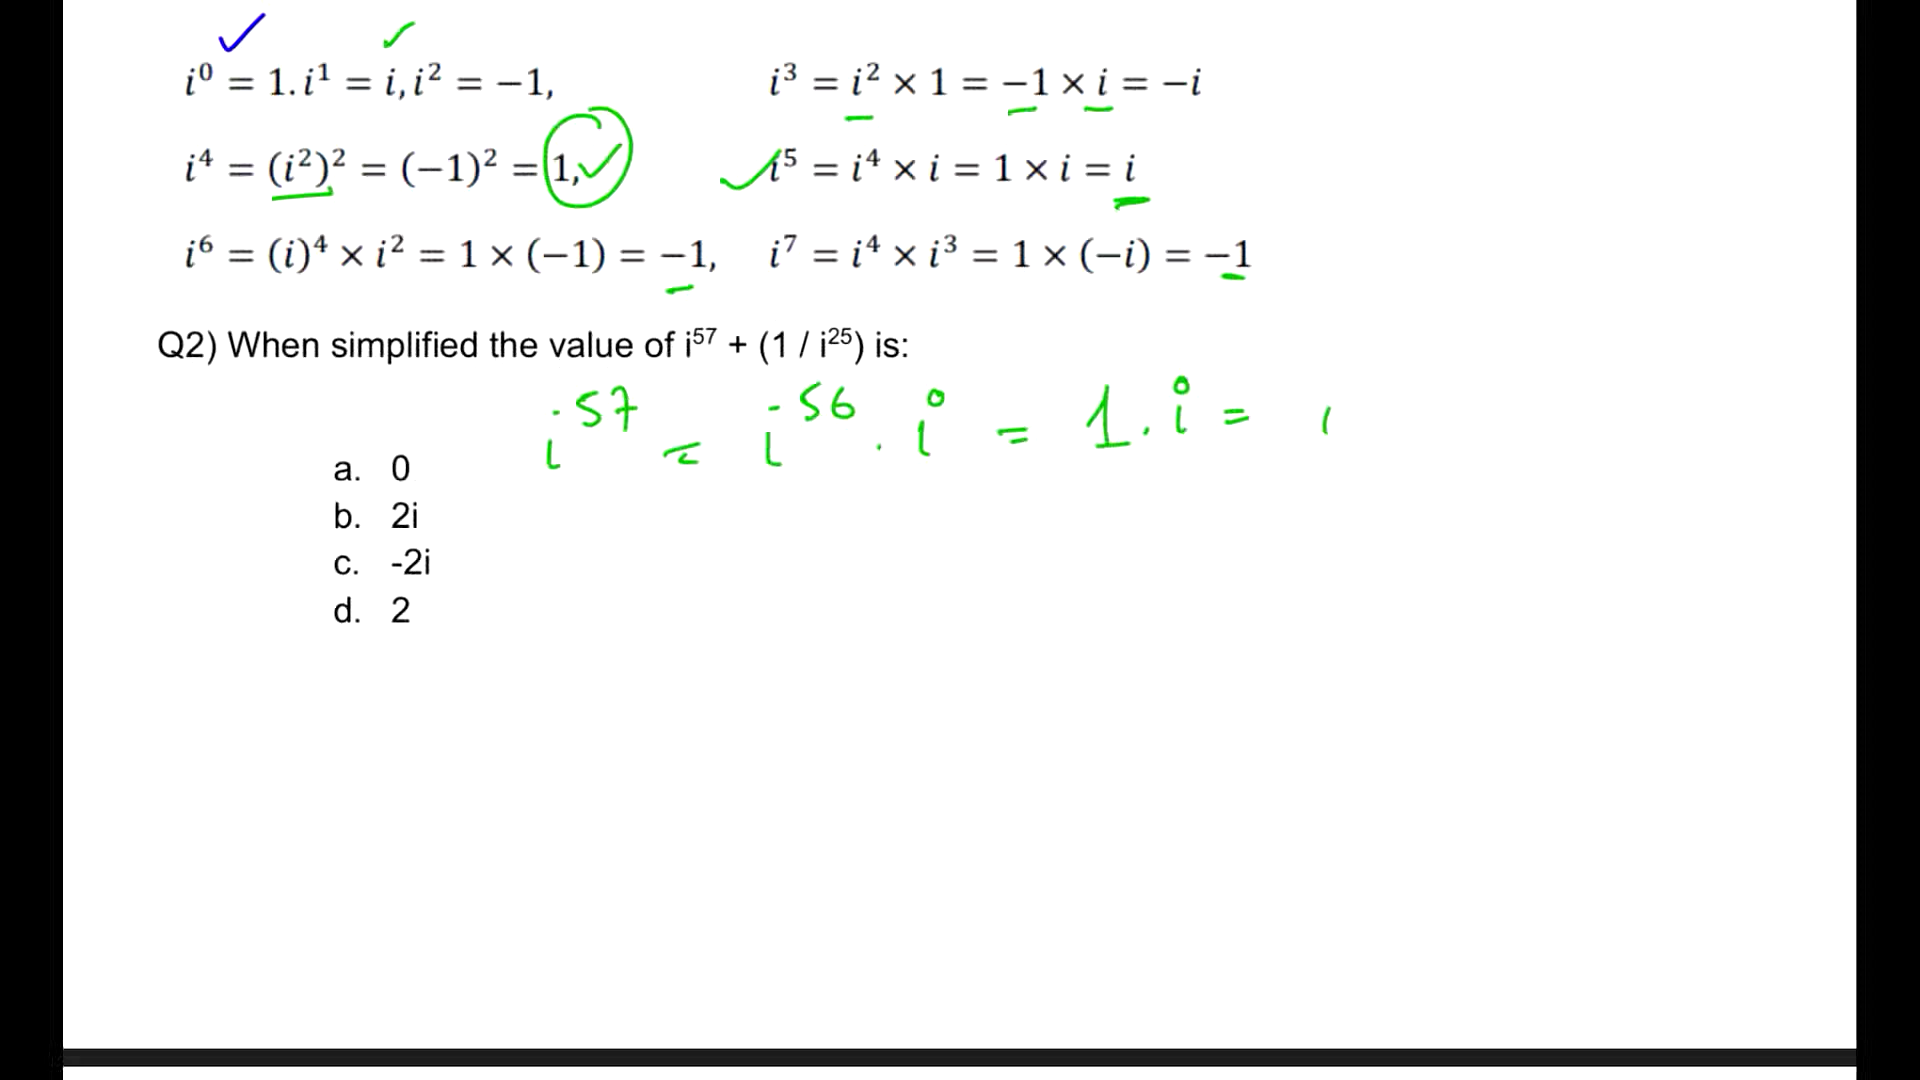 i⁰ = 1. i¹ = i, i² = −1, i³ = i² × 1 = −1 × i = −i
i⁴ = (i²)² = (−1)² = 1, i⁵ = i⁴ × i = 1 × i = i
i⁶ = (i)⁴ × i² = 1 × (−1) = −1, i⁷ = i⁴ × i³ = 1 × (−i) = −1
Q2) When simplified the value of i⁵⁷ + (1 / i²⁵) is:
i⁵⁷ = i⁵⁶ . i = 1 . i =
a. 0
b. 2i
c. -2i
d. 2